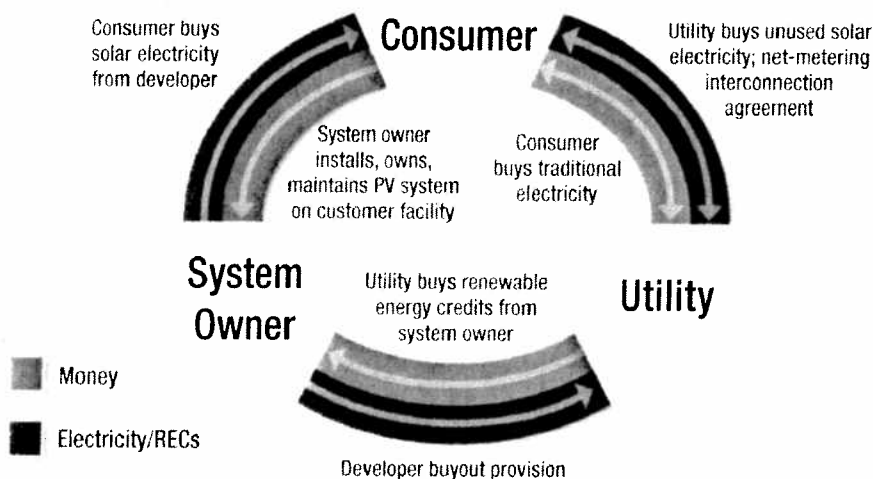 Consumer buys
solar electricity
from developer
Consumer
Utility buys unused solar
electricity; net-metering
interconnection
agreement
System owner
installs, owns,
maintains PV system
on customer facility
Consumer
buys traditional
electricity
System
Owner
Utility buys renewable
energy credits from
system owner
Utility
Money
Electricity/RECs
Developer buyout provision